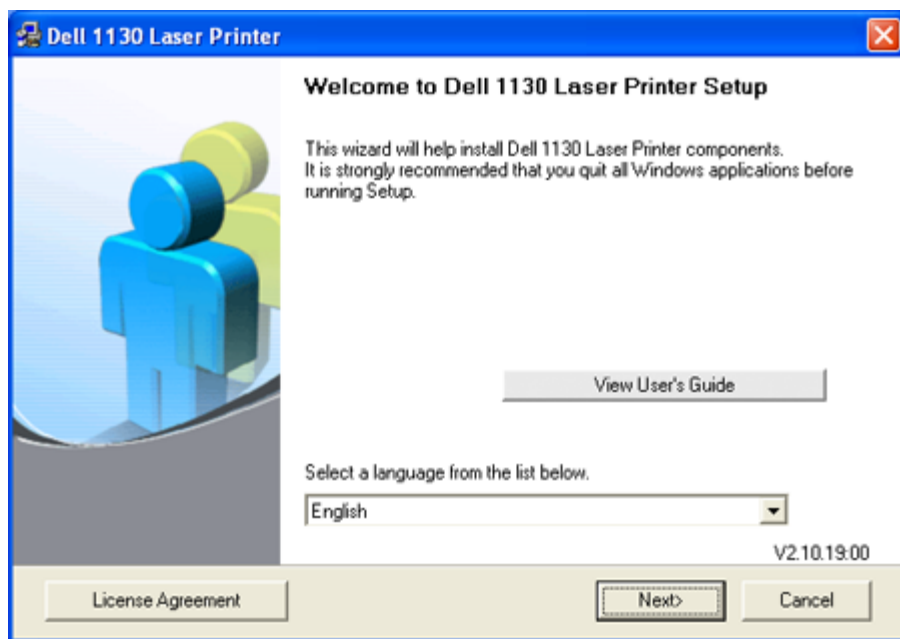 Dell 1130 Laser Printer
Welcome to Dell 1130 Laser Printer Setup
This wizard will help install Dell 1130 Laser Printer components.
It is strongly recommended that you quit all Windows applications before
running Setup.
View User's Guide
Select a language from the list below.
English
V2.10.19:00
License Agreement
Next>
Cancel